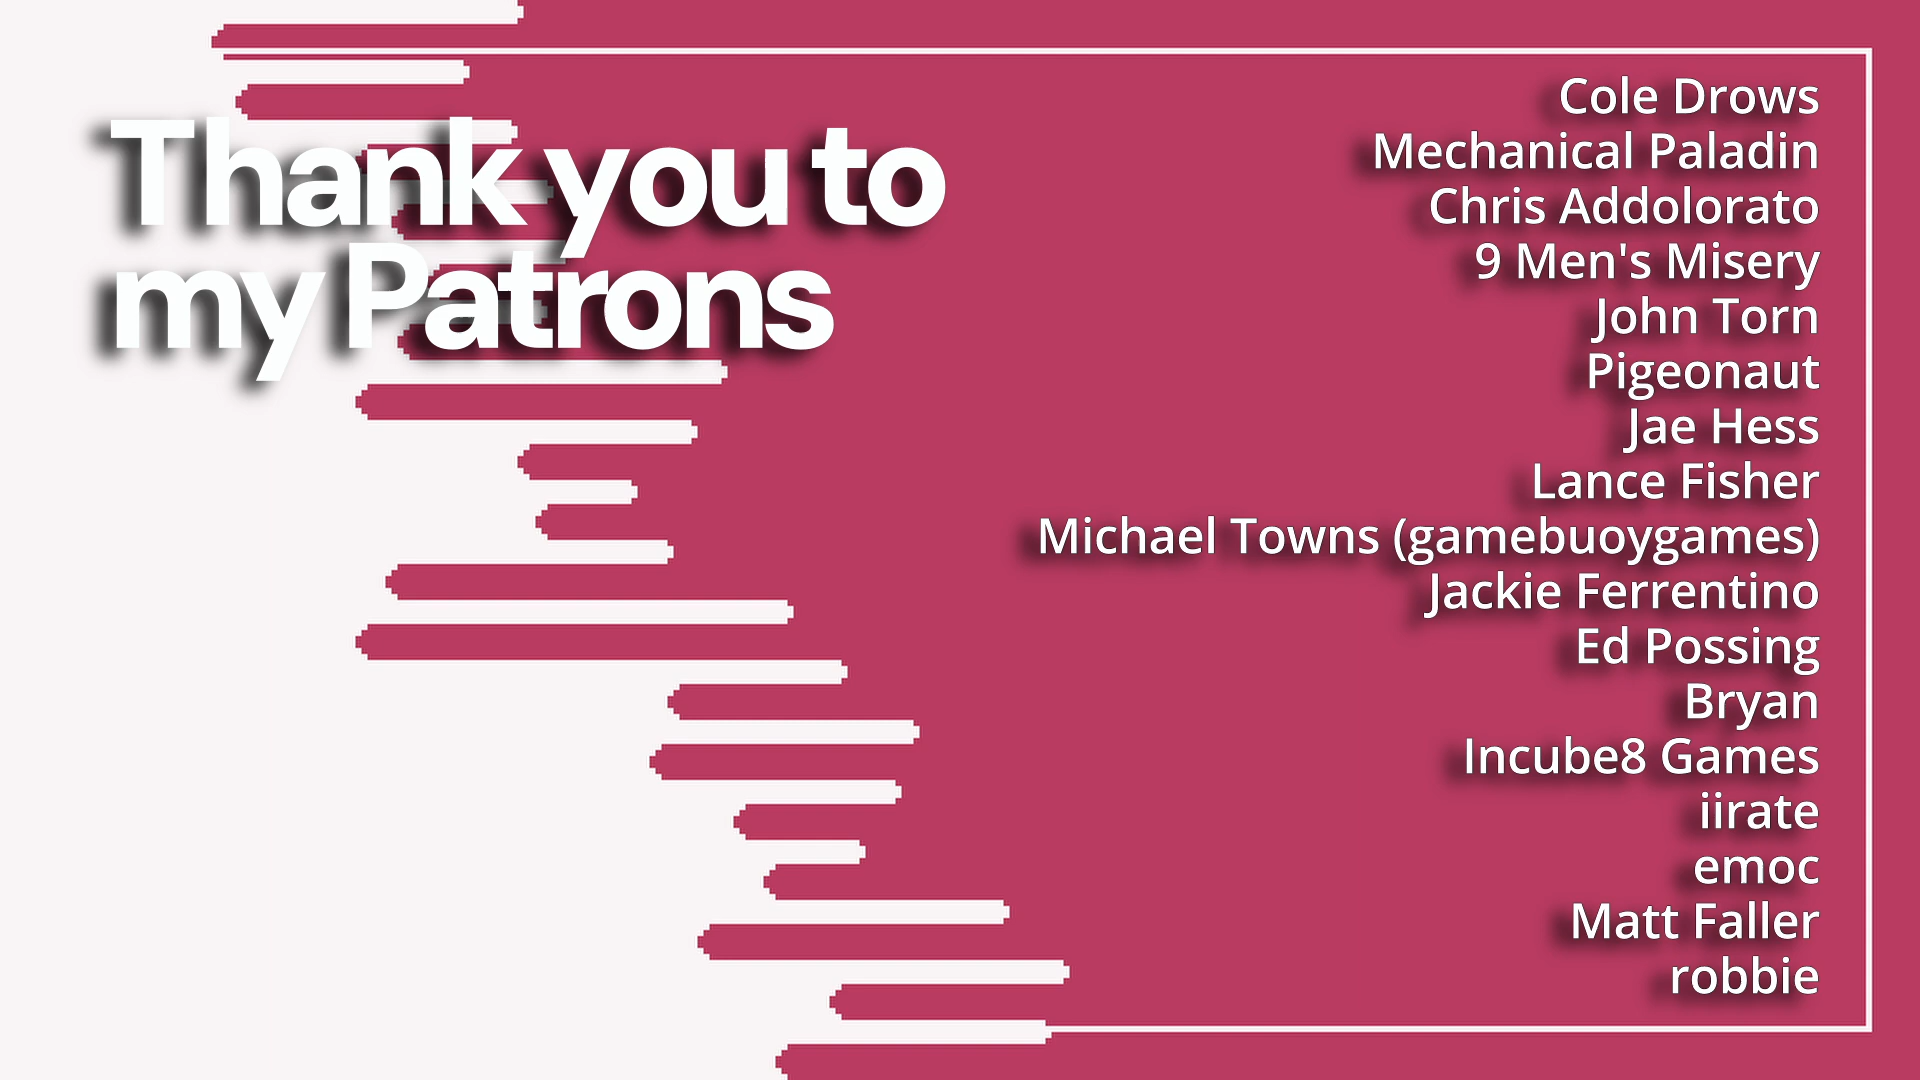 Thank you to
my Patrons
Cole Drows
Mechanical Paladin
Chris Addolorato
9 Men's Misery
John Torn
Pigeonaut
Jae Hess
Lance Fisher
Michael Towns (gamebuoygames)
Jackie Ferrentino
Ed Possing
Bryan
Incube8 Games
iirate
emoc
Matt Faller
robbie